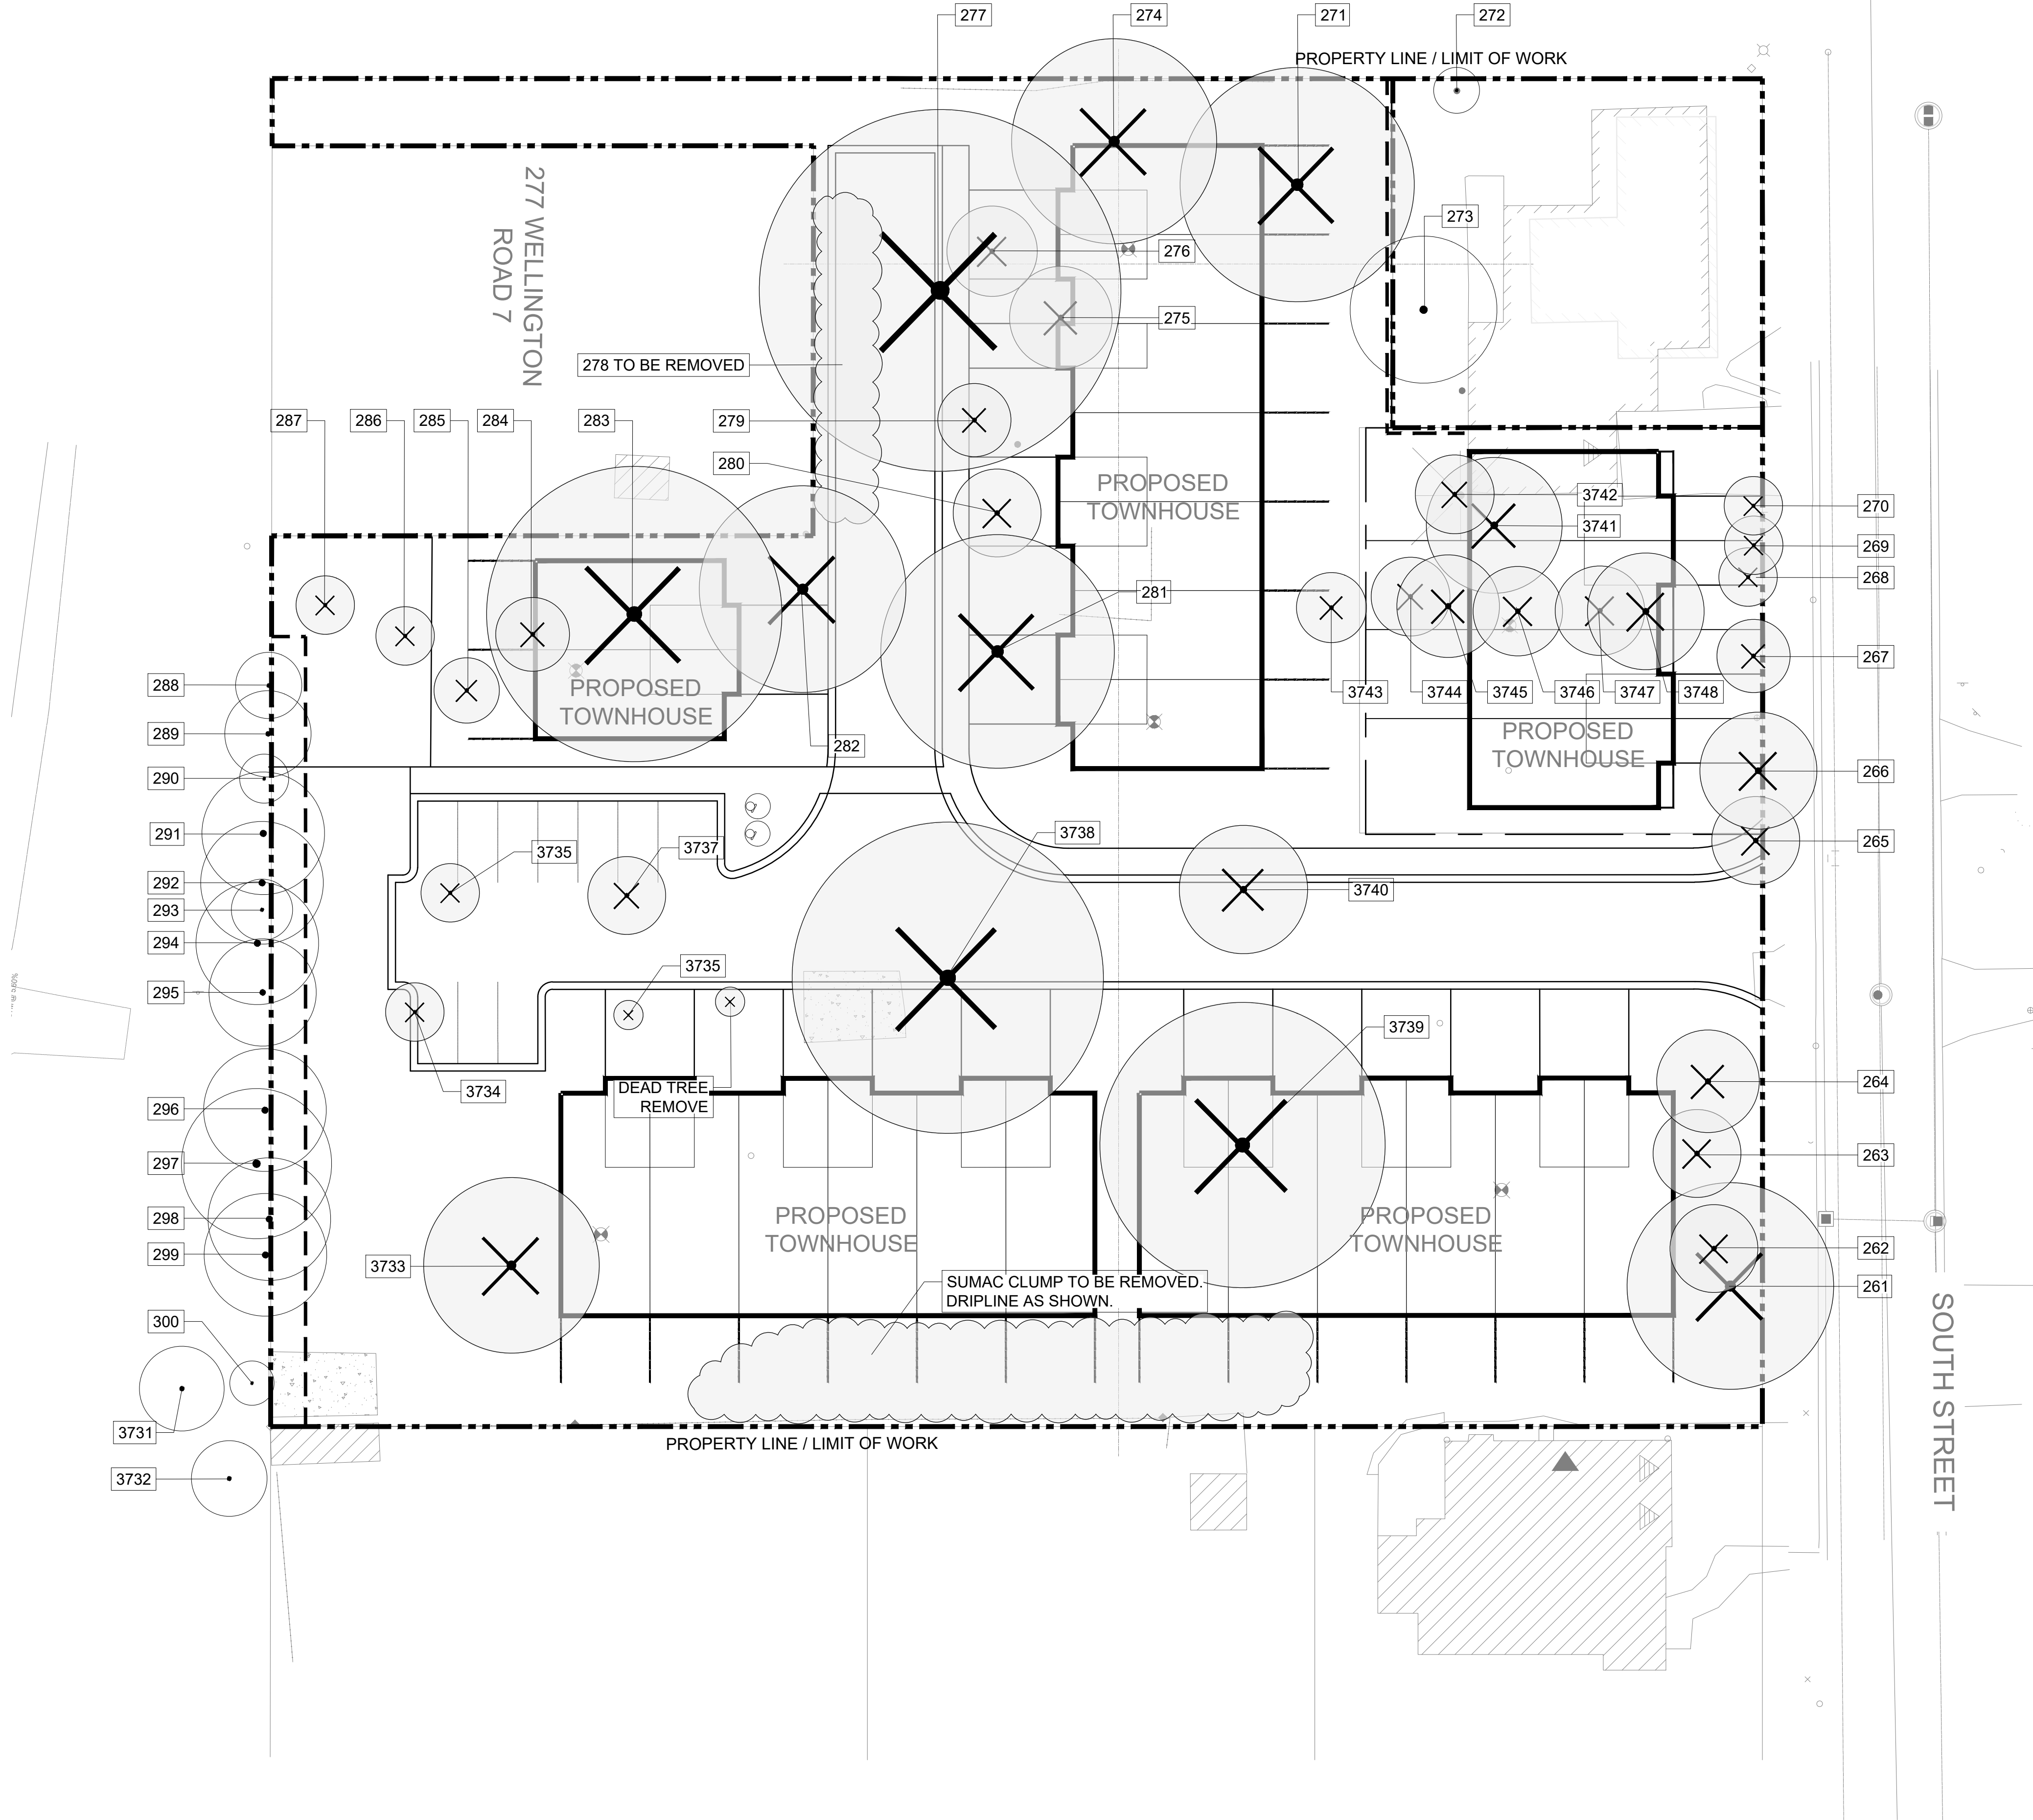 277
274
271
272
PROPERTY LINE / LIMIT OF WORK
277 WELLINGTON
ROAD 7
273
276
275
278 TO BE REMOVED
287
286
285
284
283
279
280
PROPOSED
TOWNHOUSE
3742
3741
270
269
268
281
267
288
PROPOSED
TOWNHOUSE
3743
3744
3745
3746
3747
3748
289
282
PROPOSED
TOWNHOUSE
290
266
291
3738
265
3735
3737
292
3740
293
294
3735
295
3739
3734
DEAD TREE
REMOVE
264
296
263
297
298
PROPOSED
TOWNHOUSE
PROPOSED
TOWNHOUSE
299
262
3733
261
SUMAC CLUMP TO BE REMOVED.
DRIPLINE AS SHOWN.
300
SOUTH STREET
3731
PROPERTY LINE / LIMIT OF WORK
3732